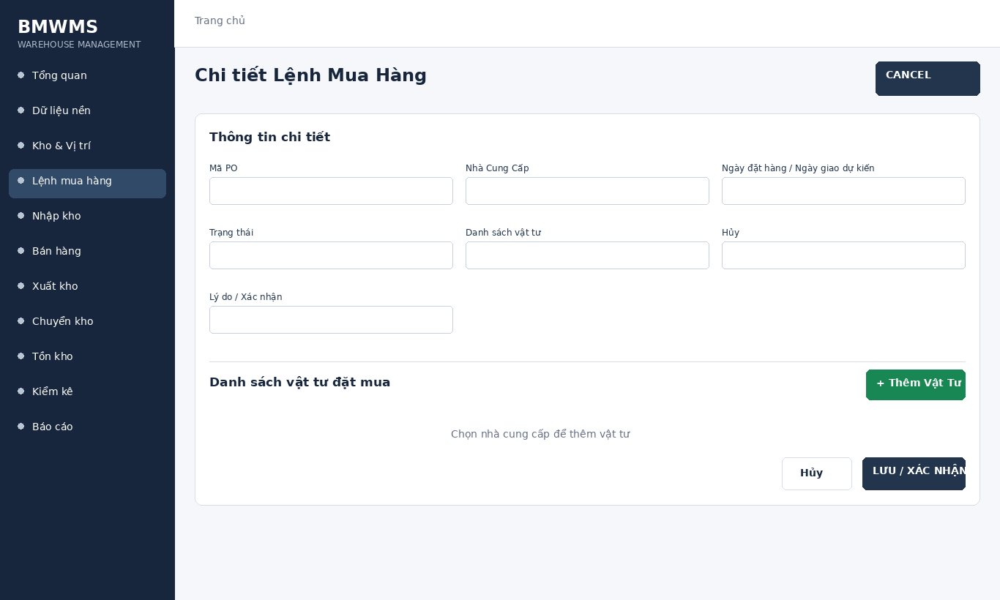 BMWMS
WAREHOUSE MANAGEMENT
Tổng quan
Dữ liệu nền
Kho & Vị trí
Lệnh mua hàng
Nhập kho
Bán hàng
Xuất kho
Chuyển kho
Tồn kho
Kiểm kê
Báo cáo
Trang chủ
Chi tiết Lệnh Mua Hàng
CANCEL
Thông tin chi tiết
Mã PO
Nhà Cung Cấp
Ngày đặt hàng / Ngày giao dự kiến
Trạng thái
Danh sách vật tư
Hủy
Lý do / Xác nhận
Danh sách vật tư đặt mua
+ Thêm Vật Tư
Chọn nhà cung cấp để thêm vật tư
Hủy
LƯU / XÁC NHẬN